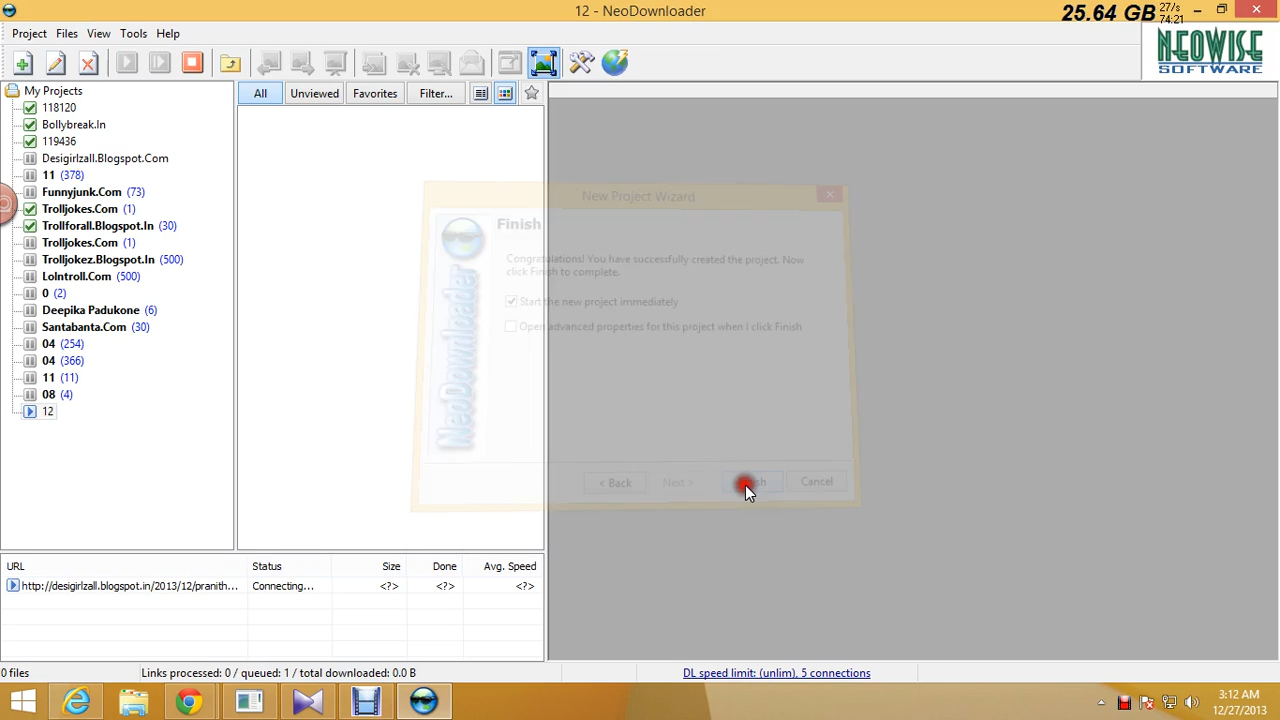 12 - NeoDownloader
25.64 GB
27/s
74:21
Project Files View Tools Help
NEOWISE
SOFTWARE
My Projects
118120
Bollybreak.In
119436
Desigirlzall.Blogspot.Com
11 (378)
Funnyjunk.Com (73)
Trolljokes.Com (1)
Trollforall.Blogspot.In (30)
Trolljokes.Com (1)
Trolljokez.Blogspot.In (500)
Lolntroll.Com (500)
0 (2)
Deepika Padukone (6)
Santabanta.Com (30)
04 (254)
04 (366)
11 (11)
08 (4)
12
All Unviewed Favorites Filter...
New Project Wizard
NeoDownloader
Finish
Congratulations! You have successfully created the project. Now
click Finish to complete.
Start the new project immediately
Open advanced properties for this project when I click Finish
< Back Next > Cancel
URL Status Size Done Avg. Speed
http://desigirlzall.blogspot.in/2013/12/pranith... Connecting... <?> <?> <?>
0 files Links processed: 0 / queued: 1 / total downloaded: 0.0 B DL speed limit: (unlim), 5 connections
3:12 AM
12/27/2013